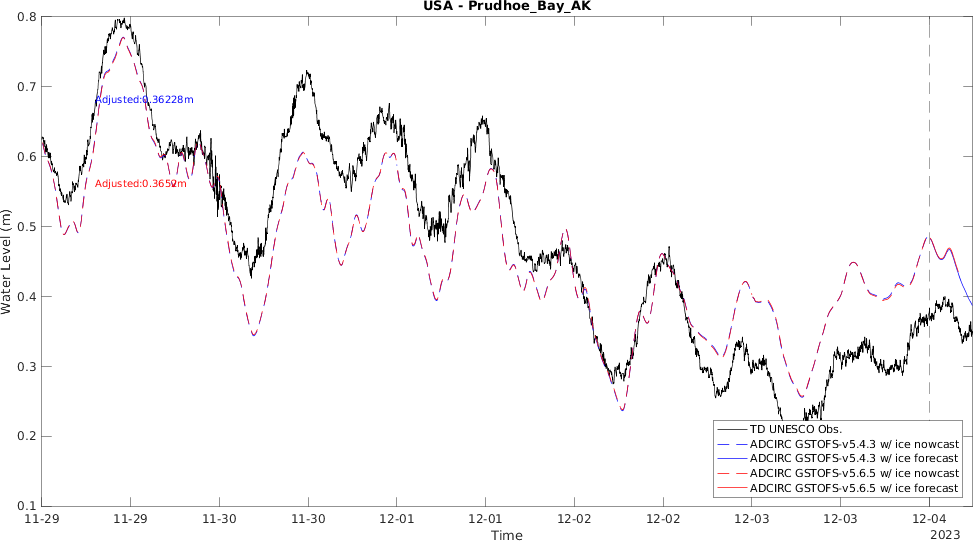 USA - Prudhoe_Bay_AK
0.8
0.7
0.6
0.5
0.4
0.3
0.2
0.1
Water Level (m)
Adjusted:0.36228m
Adjusted:0.3659m
TD UNESCO Obs.
ADCIRC GSTOFS-v5.4.3 w/ ice nowcast
ADCIRC GSTOFS-v5.4.3 w/ ice forecast
ADCIRC GSTOFS-v5.6.5 w/ ice nowcast
ADCIRC GSTOFS-v5.6.5 w/ ice forecast
11-29 11-29 11-30 11-30 12-01 12-01 12-02 12-02 12-03 12-03 12-04
Time
2023